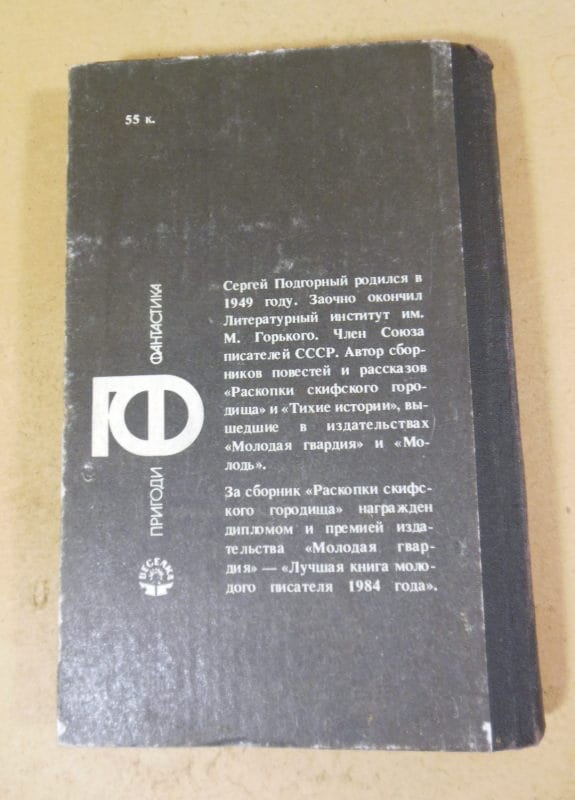 55 к.
Сергей Подгорный родился в
1949 году. Заочно окончил
Литературный институт им.
М. Горького. Член Союза
писателей СССР. Автор сбор-
ников повестей и рассказов
«Раскопки скифского горо-
дища» и «Тихие истории», вы-
шедшие в издательствах
«Молодая гвардия» и «Мо-
лодь».
За сборник «Раскопки скифс-
кого городища» награжден
дипломом и премией изда-
тельства «Молодая гвар-
дия» — «Лучшая книга моло-
дого писателя 1984 года».
ПРИГОДИ ФАНТАСТИКА
ПФ
ВЕСЕЛКА